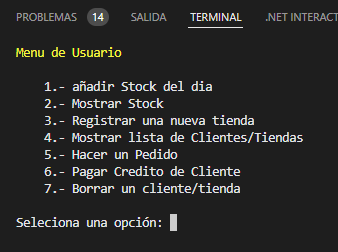 PROBLEMAS 14 SALIDA TERMINAL .NET INTERACT
Menu de Usuario
1.- añadir Stock del dia
2.- Mostrar Stock
3.- Registrar una nueva tienda
4.- Mostrar lista de Clientes/Tiendas
5.- Hacer un Pedido
6.- Pagar Credito de Cliente
7.- Borrar un cliente/tienda
Seleciona una opción: